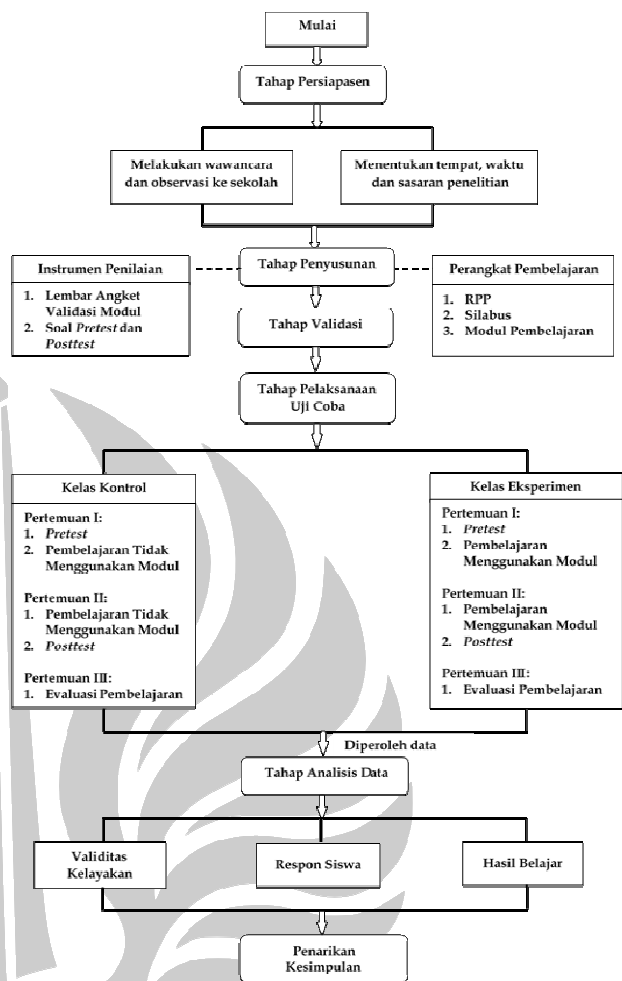 Mulai
Tahap Persiapasen
Melakukan wawancara
dan observasi ke sekolah
Menentukan tempat, waktu
dan sasaran penelitian
Instrumen Penilaian
1. Lembar Angket
Validasi Modul
2. Soal Pretest dan
Posttest
Tahap Penyusunan
Perangkat Pembelajaran
1. RPP
2. Silabus
3. Modul Pembelajaran
Tahap Validasi
Tahap Pelaksanaan
Uji Coba
Kelas Kontrol
Pertemuan I:
1. Pretest
2. Pembelajaran Tidak
Menggunakan Modul
Pertemuan II:
1. Pembelajaran Tidak
Menggunakan Modul
2. Posttest
Pertemuan III:
1. Evaluasi Pembelajaran
Kelas Eksperimen
Pertemuan I:
1. Pretest
2. Pembelajaran
Menggunakan Modul
Pertemuan II:
1. Pembelajaran
Menggunakan Modul
2. Posttest
Pertemuan III:
1. Evaluasi Pembelajaran
Diperoleh data
Tahap Analisis Data
Validitas
Kelayakan
Respon Siswa
Hasil Belajar
Penarikan
Kesimpulan